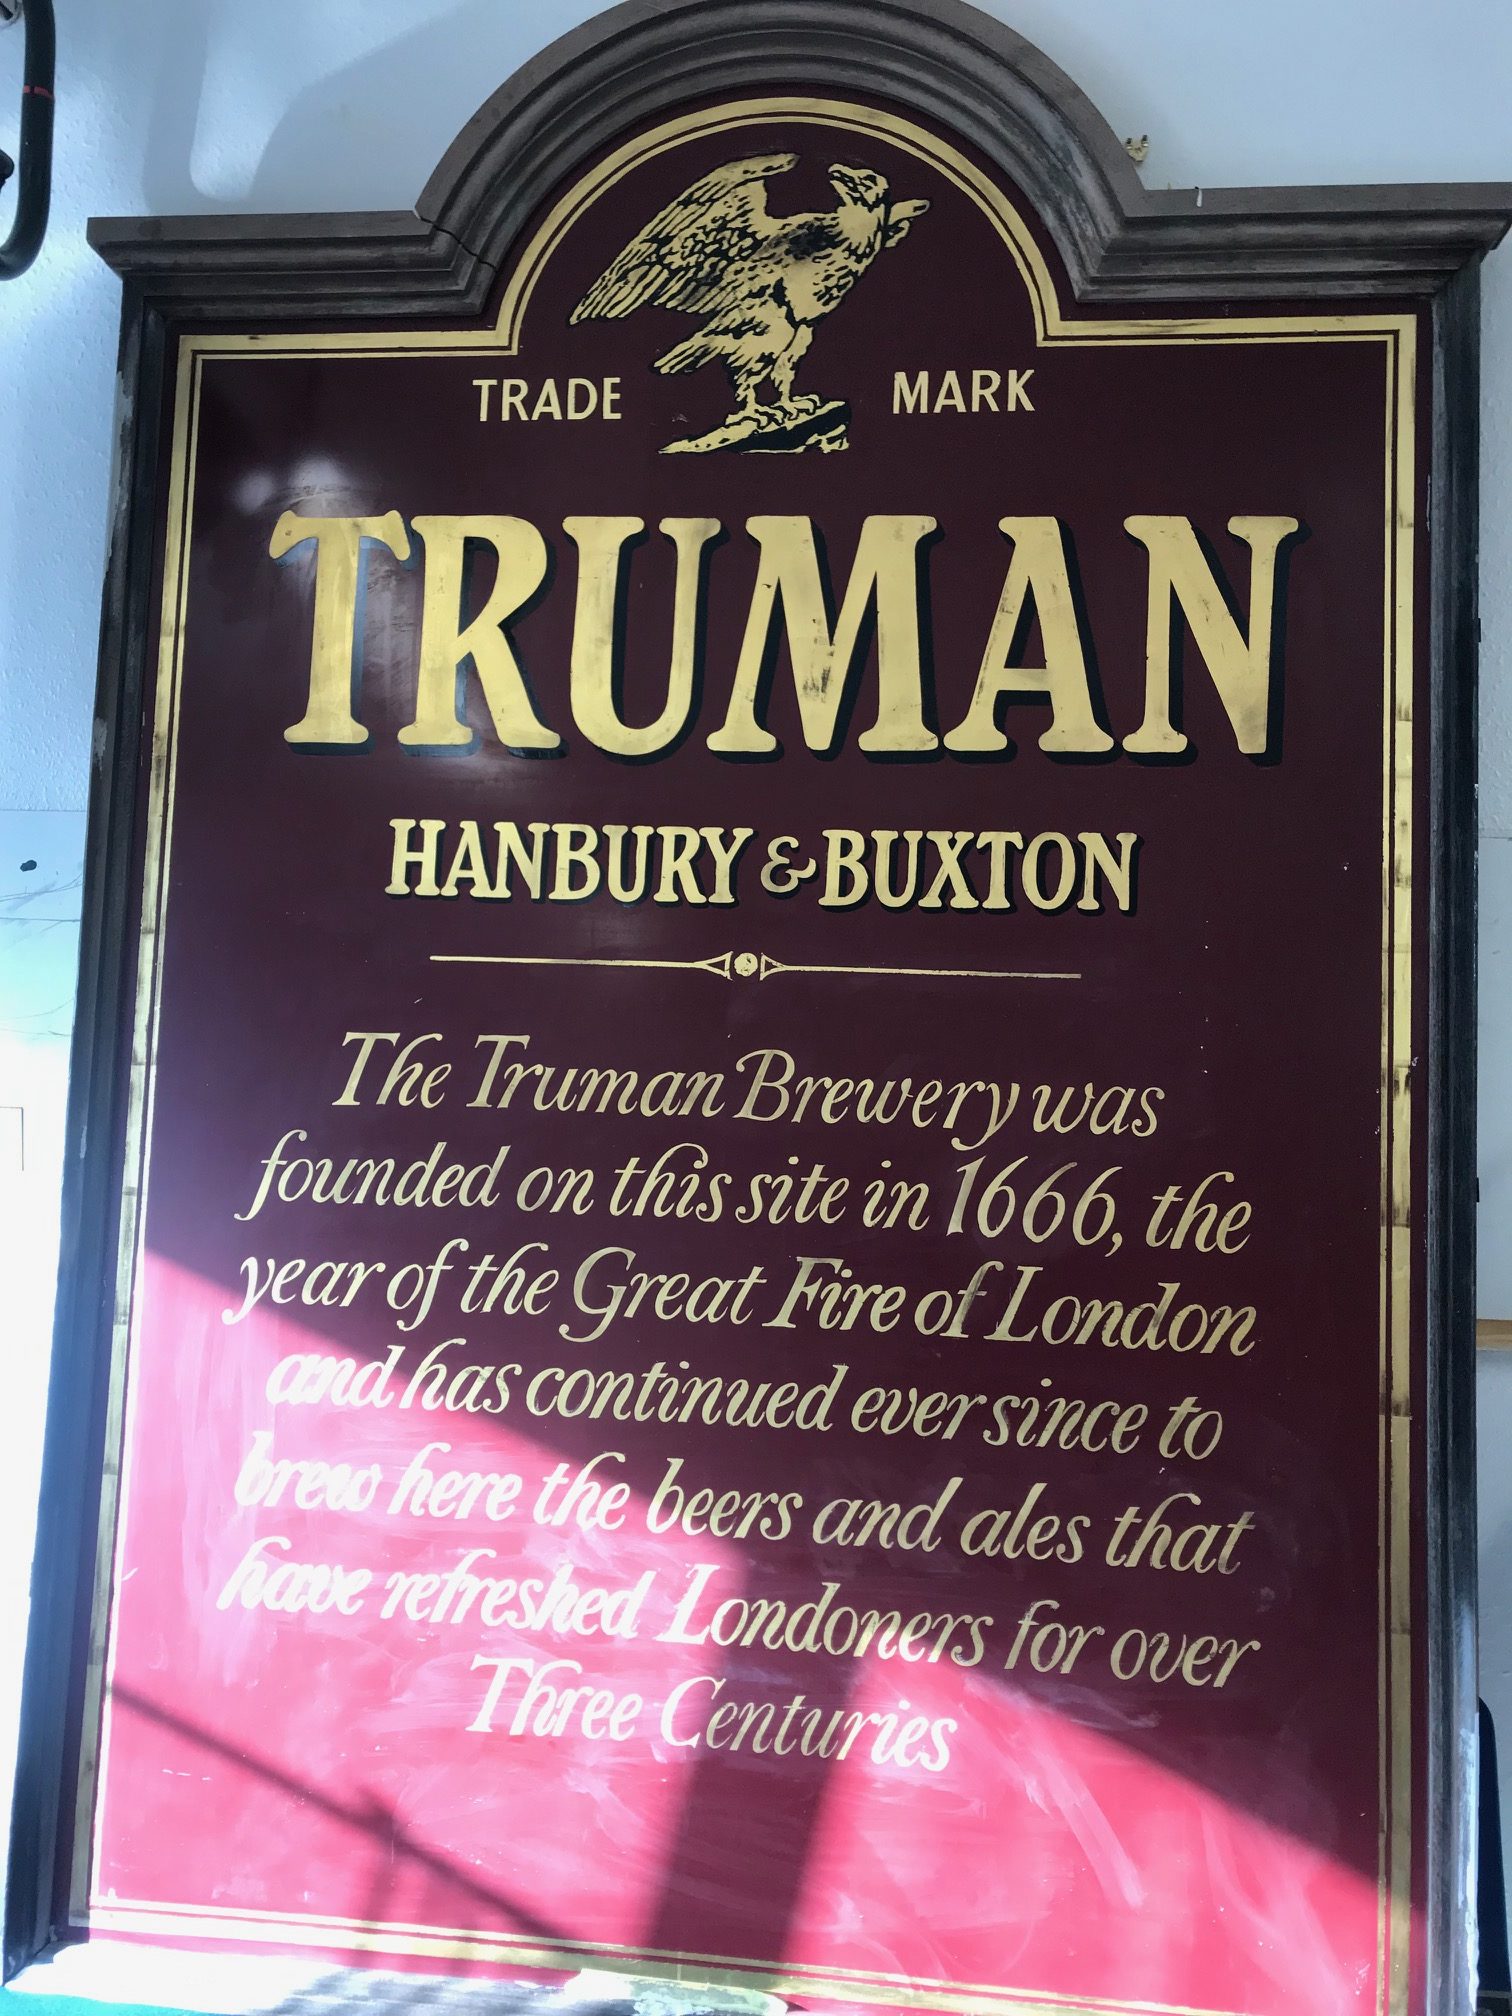 TRADE MARK
TRUMAN
HANBURY & BUXTON
The Truman Brewery was
founded on this site in 1666, the
year of the Great Fire of London
and has continued ever since to
brew here the beers and ales that
have refreshed Londoners for over
Three Centuries